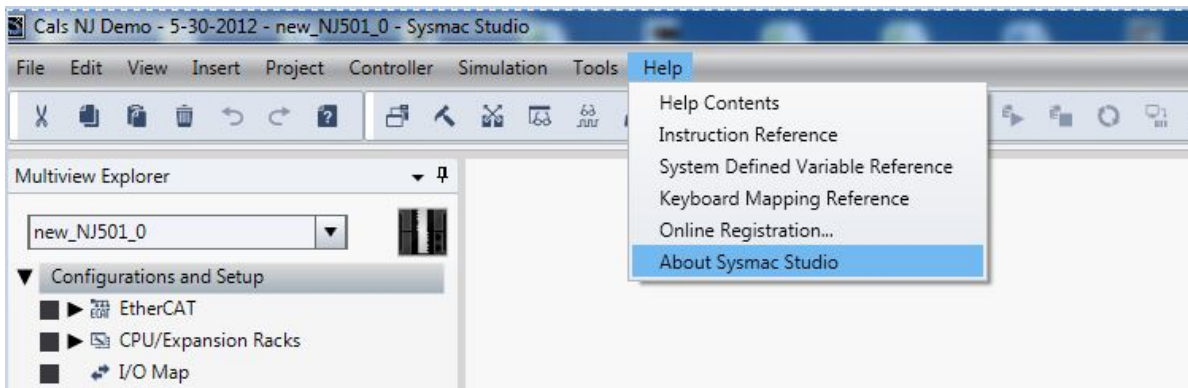 Cals NJ Demo - 5-30-2012 - new_NJ501_0 - Sysmac Studio
File Edit View Insert Project Controller Simulation Tools Help
Help Contents
Instruction Reference
System Defined Variable Reference
Keyboard Mapping Reference
Online Registration...
About Sysmac Studio
Multiview Explorer
new_NJ501_0
Configurations and Setup
EtherCAT
CPU/Expansion Racks
I/O Map